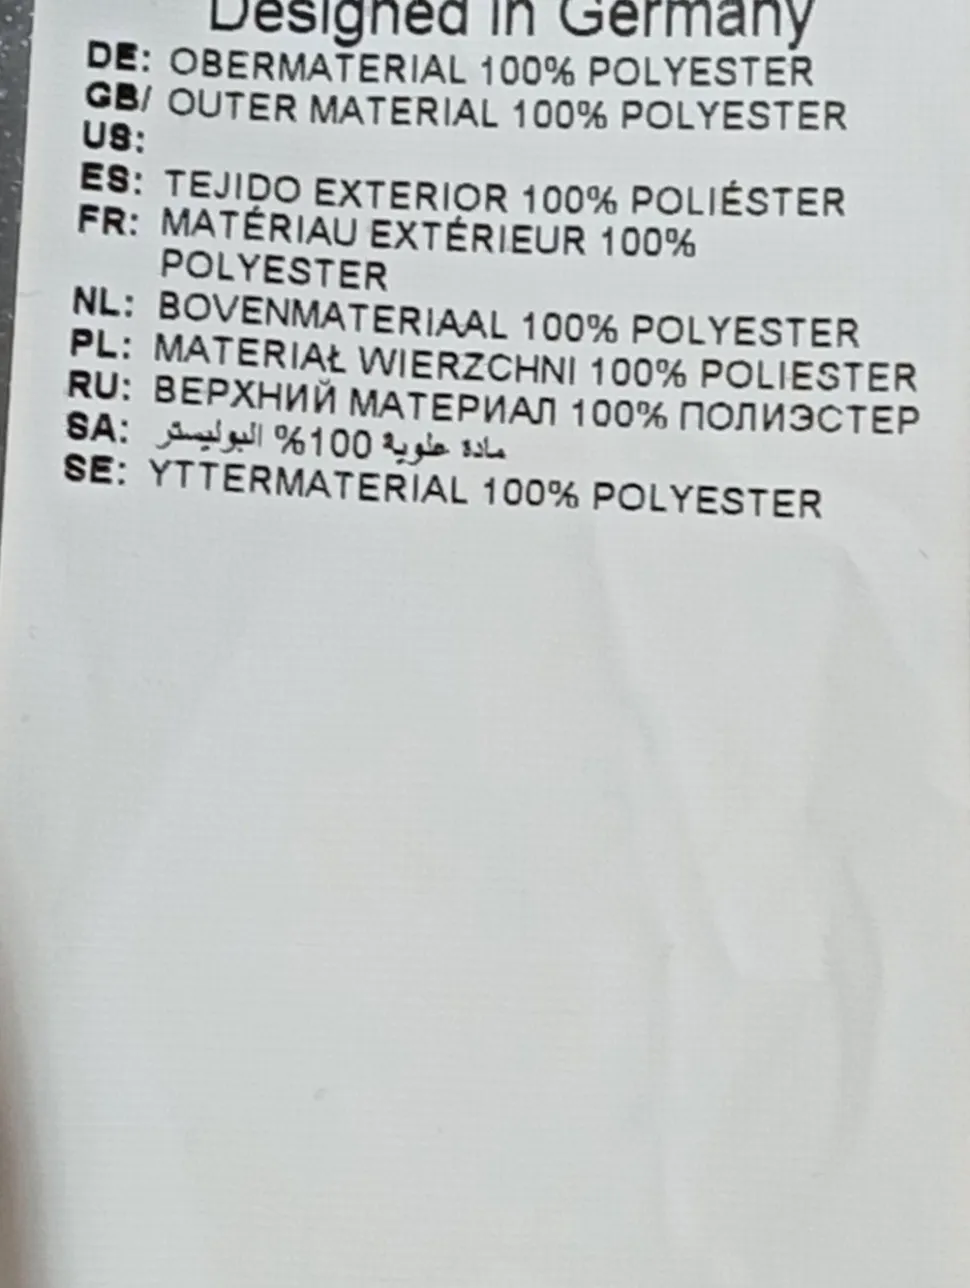 Designed in Germany
DE: OBERMATERIAL 100% POLYESTER
GB/ OUTER MATERIAL 100% POLYESTER
US:
ES: TEJIDO EXTERIOR 100% POLIÉSTER
FR: MATÉRIAU EXTÉRIEUR 100%
POLYESTER
NL: BOVENMATERIAAL 100% POLYESTER
PL: MATERIAŁ WIERZCHNI 100% POLIESTER
RU: ВЕРХНИЙ МАТЕРИАЛ 100% ПОЛИЭСТЕР
SA: مادة علوية 100% البوليستر
SE: YTTERMATERIAL 100% POLYESTER